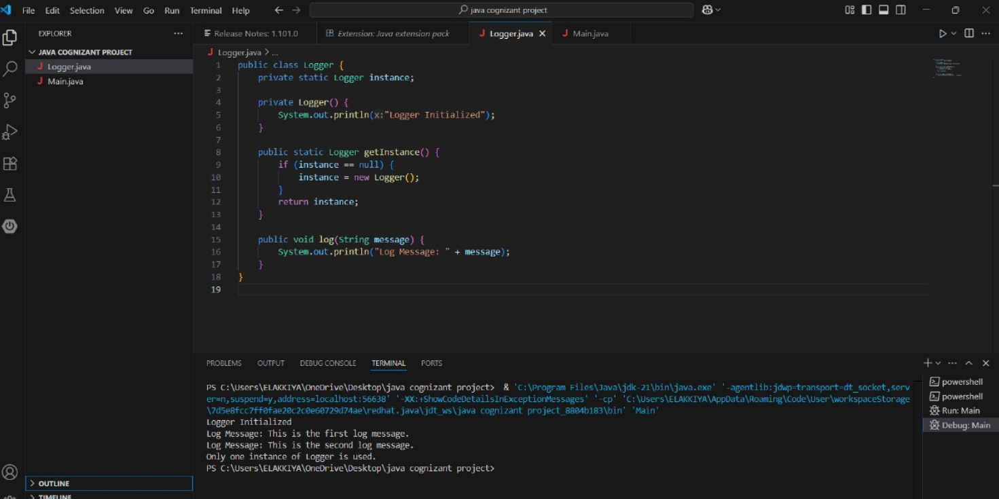 File Edit Selection View Go Run Terminal Help
java cognizant project
EXPLORER
JAVA COGNIZANT PROJECT
Logger.java
Main.java
OUTLINE
TIMELINE
Release Notes: 1.101.0
Extension: Java extension pack
Logger.java
Main.java
Logger.java > ...
1 public class Logger {
2 private static Logger instance;
3
4 private Logger() {
5 System.out.println(x:"Logger Initialized");
6 }
7
8 public static Logger getInstance() {
9 if (instance == null) {
10 instance = new Logger();
11 }
12 return instance;
13 }
14
15 public void log(String message) {
16 System.out.println("Log Message: " + message);
17 }
18 }
19
PROBLEMS OUTPUT DEBUG CONSOLE TERMINAL PORTS
PS C:\Users\ELAKKIYA\OneDrive\Desktop\java cognizant project> & 'C:\Program Files\Java\jdk-21\bin\java.exe' '-agentlib:jdwp=transport=dt_socket,serv
er=n,suspend=y,address=localhost:56638' '-XX:+ShowCodeDetailsInExceptionMessages' '-cp' 'C:\Users\ELAKKIYA\AppData\Roaming\Code\User\workspaceStorage
\7d5e8fcc7ff0fae20c2c0e60729d74ae\redhat.java\jdt_ws\java cognizant project_8804b183\bin' 'Main'
Logger Initialized
Log Message: This is the first log message.
Log Message: This is the second log message.
Only one instance of Logger is used.
PS C:\Users\ELAKKIYA\OneDrive\Desktop\java cognizant project>
powershell
powershell
Run: Main
Debug: Main